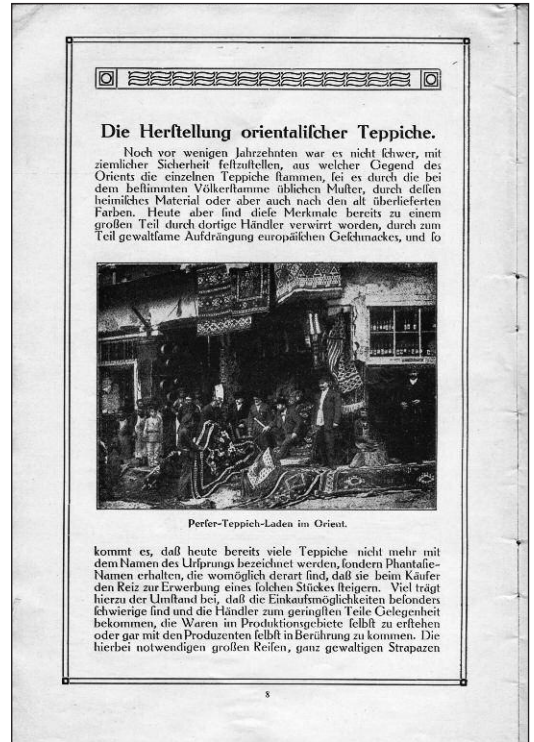 Die Herſtellung orientaliſcher Teppiche.
Noch vor wenigen Jahrzehnten war es nicht ſchwer, mit
ziemlicher Sicherheit feſtzuſtellen, aus welcher Gegend des
Orients die einzelnen Teppiche ſtammen, ſei es durch die bei
dem beſtimmten Völkerſtamme üblichen Muſter, durch deſſen
heimiſches Material oder aber auch nach den alt überlieferten
Farben. Heute aber ſind dieſe Merkmale bereits zu einem
großen Teil durch dortige Händler verwirrt worden, durch zum
Teil gewaltſame Aufdrängung europäiſchen Geſchmackes, und ſo
Perſer-Teppich-Laden im Orient.
kommt es, daß heute bereits viele Teppiche nicht mehr mit
dem Namen des Urſprungs bezeichnet werden, ſondern Phantaſie-
Namen erhalten, die womöglich derart ſind, daß ſie beim Käufer
den Reiz zur Erwerbung eines ſolchen Stückes ſteigern. Viel trägt
hierzu der Umſtand bei, daß die Einkaufsmöglichkeiten beſonders
ſchwierige ſind und die Händler zum geringſten Teile Gelegenheit
bekommen, die Waren im Produktionsgebiete ſelbſt zu erſtehen
oder gar mit den Produzenten ſelbſt in Berührung zu kommen. Die
hierbei notwendigen großen Reiſen, ganz gewaltigen Strapazen
8